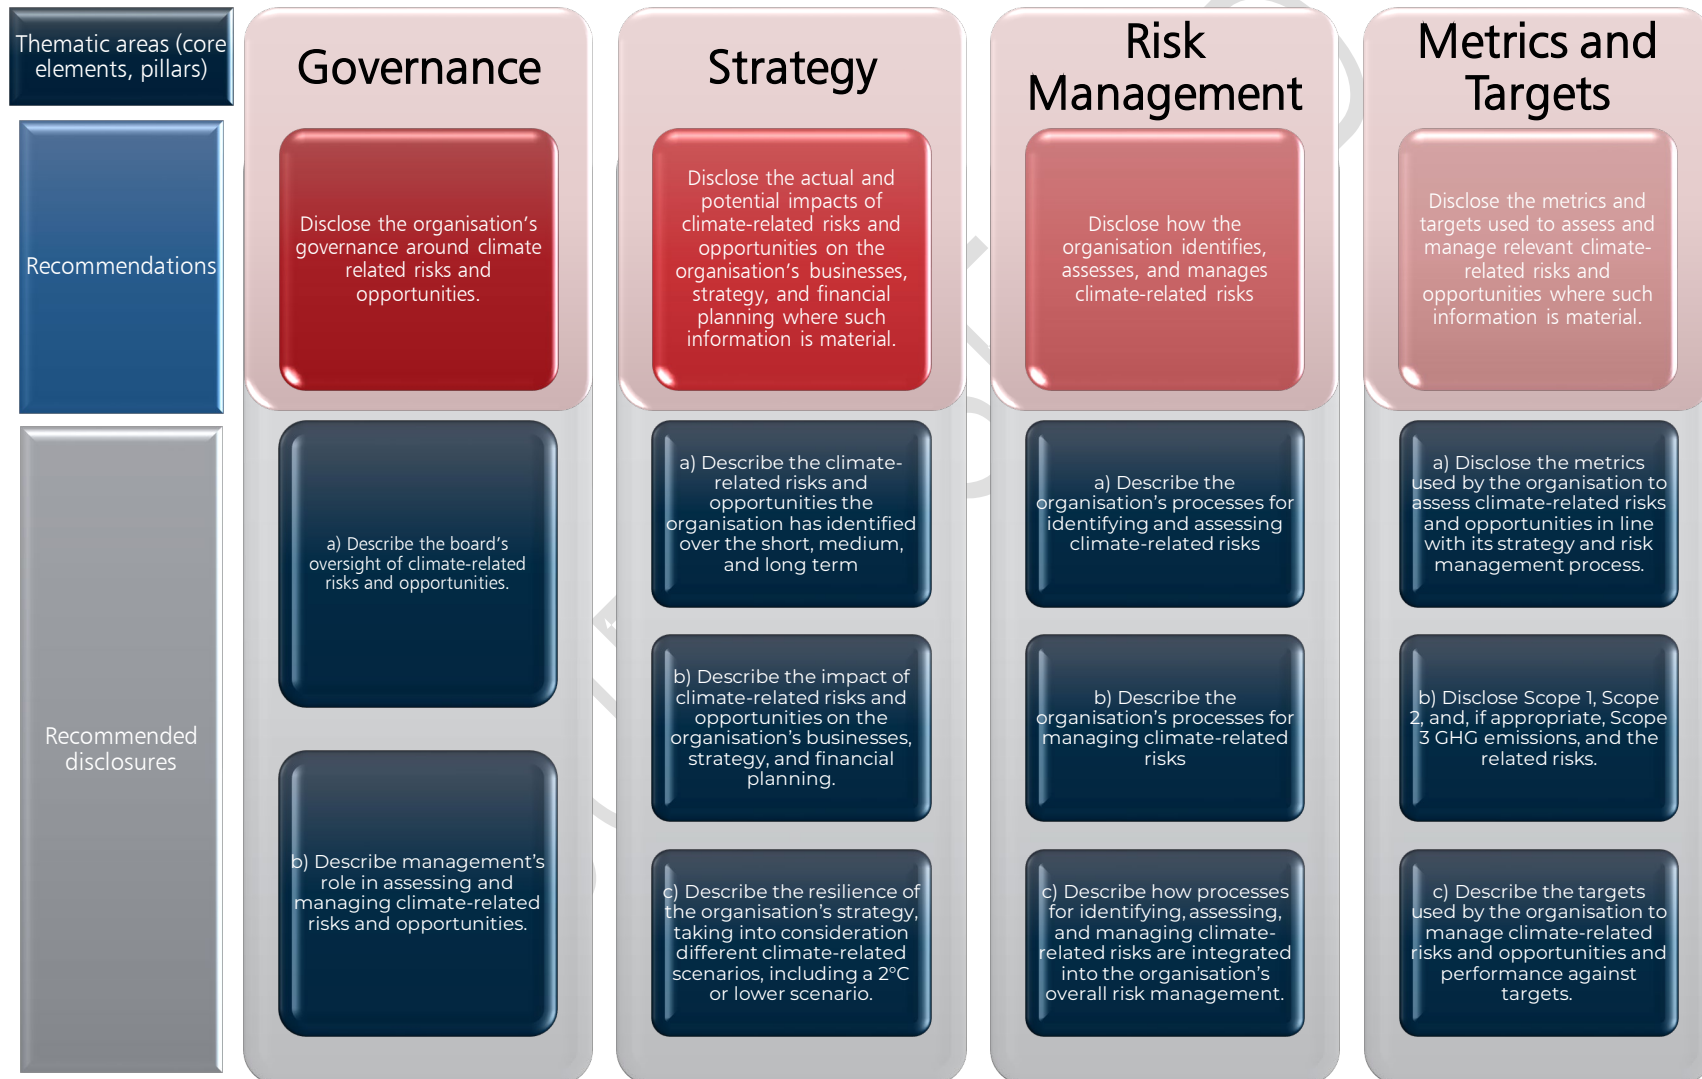 Thematic areas (core
elements, pillars)
Governance
Strategy
Risk
Management
Metrics and
Targets
Recommendations
Disclose the organisation's
governance around climate
related risks and
opportunities.
Disclose the actual and
potential impacts of
climate-related risks and
opportunities on the
organisation's businesses,
strategy, and financial
planning where such
information is material.
Disclose how the
organisation identifies,
assesses, and manages
climate-related risks
Disclose the metrics and
targets used to assess and
manage relevant climate-
related risks and
opportunities where such
information is material.
Recommended
disclosures
a) Describe the board's
oversight of climate-related
risks and opportunities.
b) Describe management's
role in assessing and
managing climate-related
risks and opportunities.
a) Describe the climate-
related risks and
opportunities the
organisation has identified
over the short, medium,
and long term
b) Describe the impact of
climate-related risks and
opportunities on the
organisation's businesses,
strategy, and financial
planning.
c) Describe the resilience of
the organisation's strategy,
taking into consideration
different climate-related
scenarios, including a 2°C
or lower scenario.
a) Describe the
organisation's processes for
identifying and assessing
climate-related risks
b) Describe the
organisation's processes for
managing climate-related
risks
c) Describe how processes
for identifying, assessing,
and managing climate-
related risks are integrated
into the organisation's
overall risk management.
a) Disclose the metrics
used by the organisation to
assess climate-related risks
and opportunities in line
with its strategy and risk
management process.
b) Disclose Scope 1, Scope
2, and, if appropriate, Scope
3 GHG emissions, and the
related risks.
c) Describe the targets
used by the organisation to
manage climate-related
risks and opportunities and
performance against
targets.